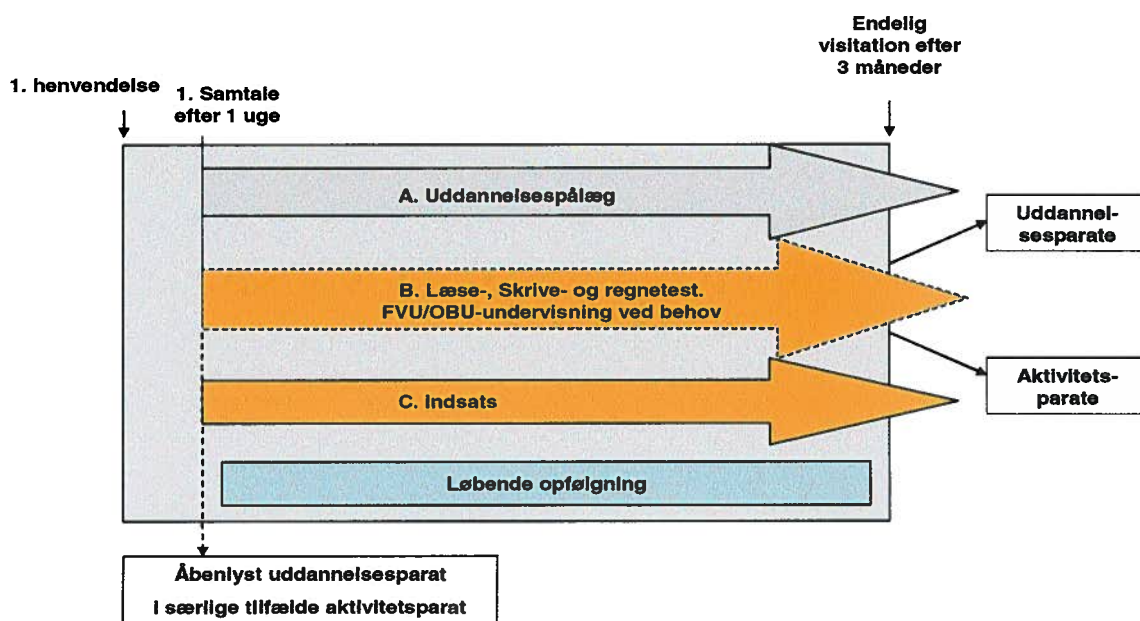 Endelig
visitation efter
3 måneder
1. henvendelse
1. Samtale
efter 1 uge
A. Uddannelsespålæg
Uddannel-
sesparate
B. Læse-, Skrive- og regnetest.
FVU/OBU-undervisning ved behov
Aktivitets-
parate
C. Indsats
Løbende opfølgning
Åbenlyst uddannelsesparat
I særlige tilfælde aktivitetsparat